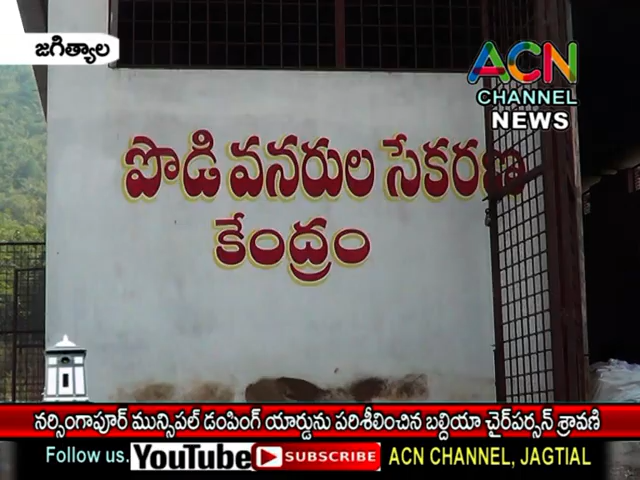 జగిత్యాల
ACN
CHANNEL
NEWS
పొడి వనరుల సేకరణ
కేంద్రం
నర్సింగాపూర్ మున్సిపల్ డంపింగ్ యార్డును పరిశీలించిన బల్దియా చైర్‌పర్సన్ శ్రావణి
Follow us. YouTube SUBSCRIBE ACN CHANNEL, JAGTIAL